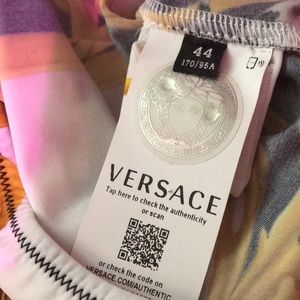 44
170/96A
VERSACE
Tap here to check the authenticity
or scan
or check the code on
VERSACE.COM/AUTHENTIC